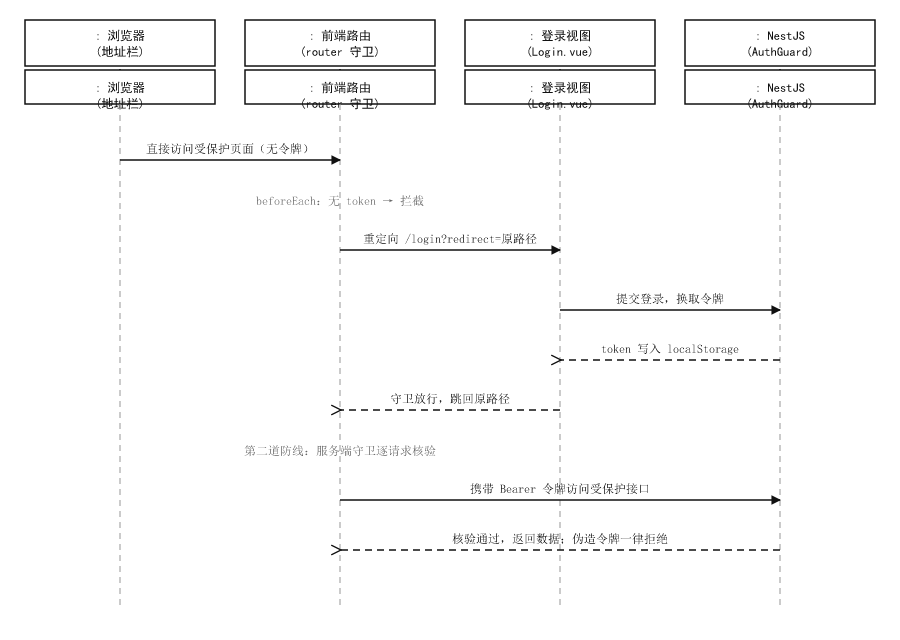 : 浏览器
(地址栏)
: 前端路由
(router 守卫)
: 登录视图
(Login.vue)
: NestJS
(AuthGuard)
: 浏览器
(地址栏)
: 前端路由
(router 守卫)
: 登录视图
(Login.vue)
: NestJS
(AuthGuard)
直接访问受保护页面（无令牌）
beforeEach：无 token → 拦截
重定向 /login?redirect=原路径
提交登录，换取令牌
token 写入 localStorage
守卫放行，跳回原路径
第二道防线：服务端守卫逐请求核验
携带 Bearer 令牌访问受保护接口
核验通过，返回数据；伪造令牌一律拒绝